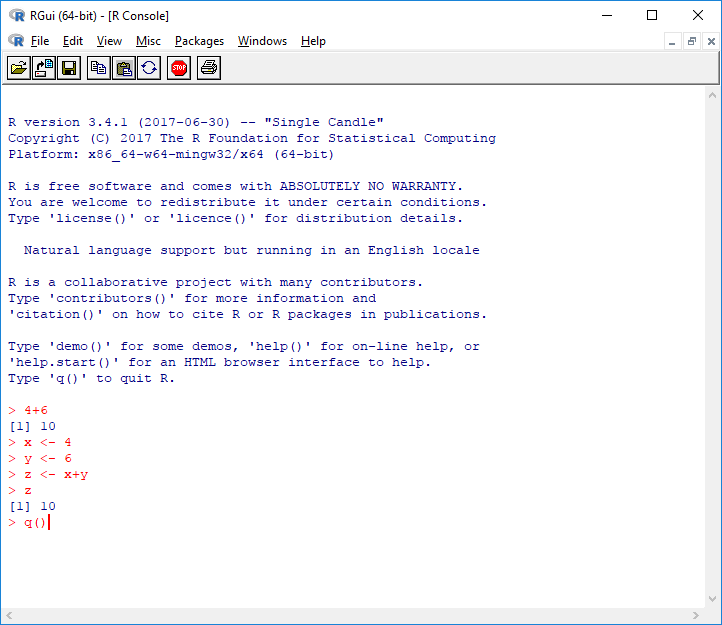 RGui (64-bit) - [R Console]
File Edit View Misc Packages Windows Help
STOP
R version 3.4.1 (2017-06-30) -- "Single Candle"
Copyright (C) 2017 The R Foundation for Statistical Computing
Platform: x86_64-w64-mingw32/x64 (64-bit)
R is free software and comes with ABSOLUTELY NO WARRANTY.
You are welcome to redistribute it under certain conditions.
Type 'license()' or 'licence()' for distribution details.
Natural language support but running in an English locale
R is a collaborative project with many contributors.
Type 'contributors()' for more information and
'citation()' on how to cite R or R packages in publications.
Type 'demo()' for some demos, 'help()' for on-line help, or
'help.start()' for an HTML browser interface to help.
Type 'q()' to quit R.
> 4+6
[1] 10
> x <- 4
> y <- 6
> z <- x+y
> z
[1] 10
> q()